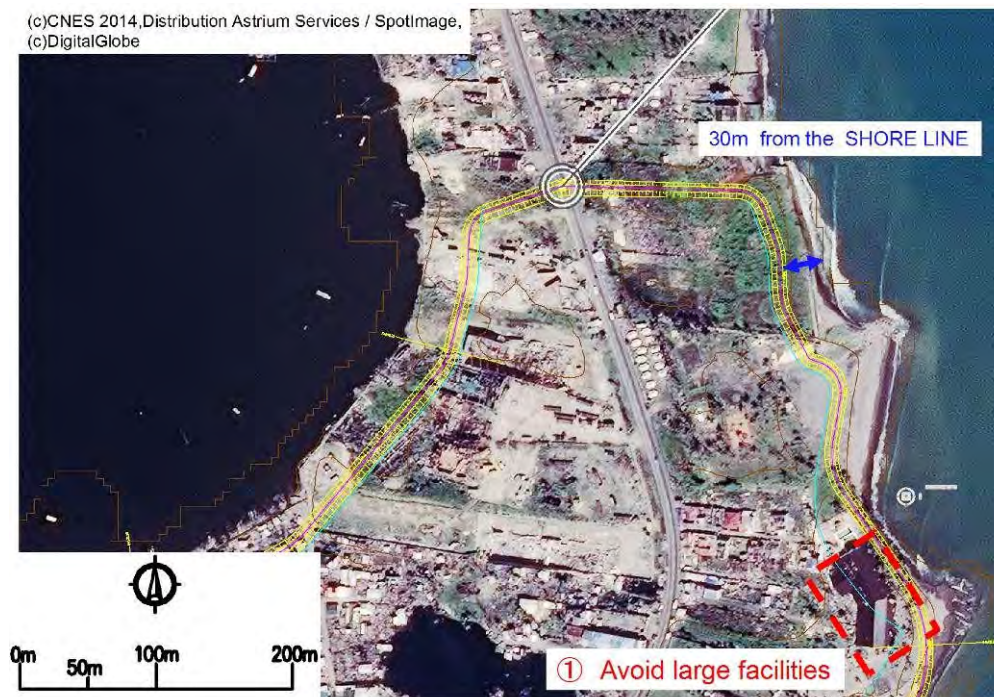 (c)CNES 2014,Distribution Astrium Services / SpotImage,
(c)DigitalGlobe
30m from the SHORE LINE
0m 50m 100m 200m
① Avoid large facilities